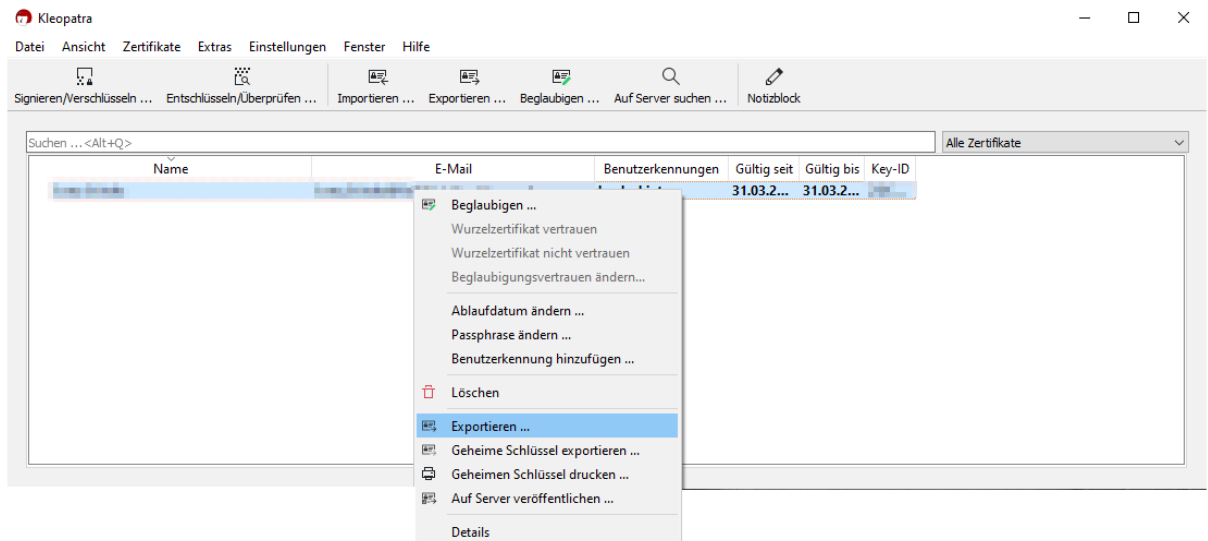 Kleopatra
Datei Ansicht Zertifikate Extras Einstellungen Fenster Hilfe
Signieren/Verschlüsseln ... Entschlüsseln/Überprüfen ... Importieren ... Exportieren ... Beglaubigen ... Auf Server suchen ... Notizblock
Suchen ... <Alt+Q> Alle Zertifikate
Name E-Mail Benutzerkennungen Gültig seit Gültig bis Key-ID
31.03.2... 31.03.2...
Beglaubigen ...
Wurzelzertifikat vertrauen
Wurzelzertifikat nicht vertrauen
Beglaubigungsvertrauen ändern...
Ablaufdatum ändern ...
Passphrase ändern ...
Benutzerkennung hinzufügen ...
Löschen
Exportieren ...
Geheime Schlüssel exportieren ...
Geheimen Schlüssel drucken ...
Auf Server veröffentlichen ...
Details